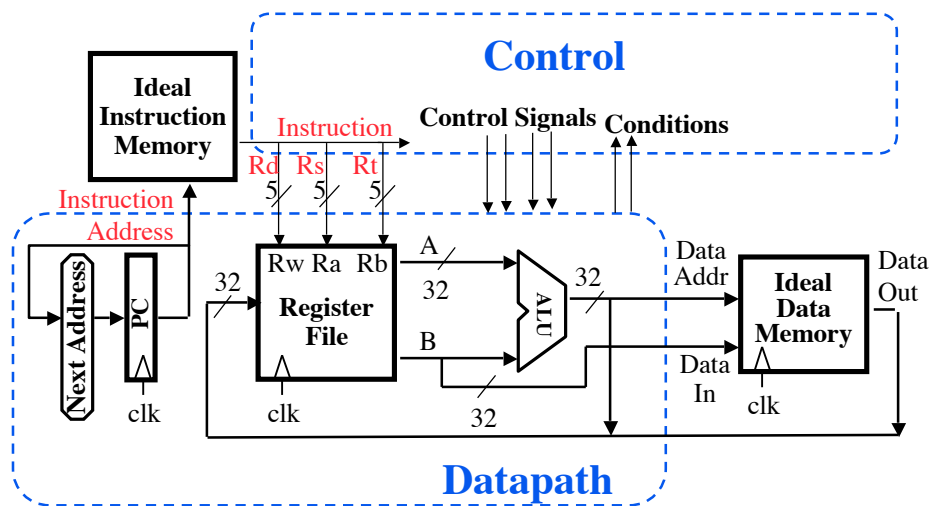 Control
Ideal
Instruction
Memory
Instruction
Control Signals
Conditions
Rd
Rs
Rt
5
5
5
Instruction
Address
Next Address
PC
clk
32
Rw Ra Rb
Register
File
clk
A
32
B
32
ALU
32
Data
Addr
Data
In
Ideal
Data
Memory
clk
Data
Out
Datapath